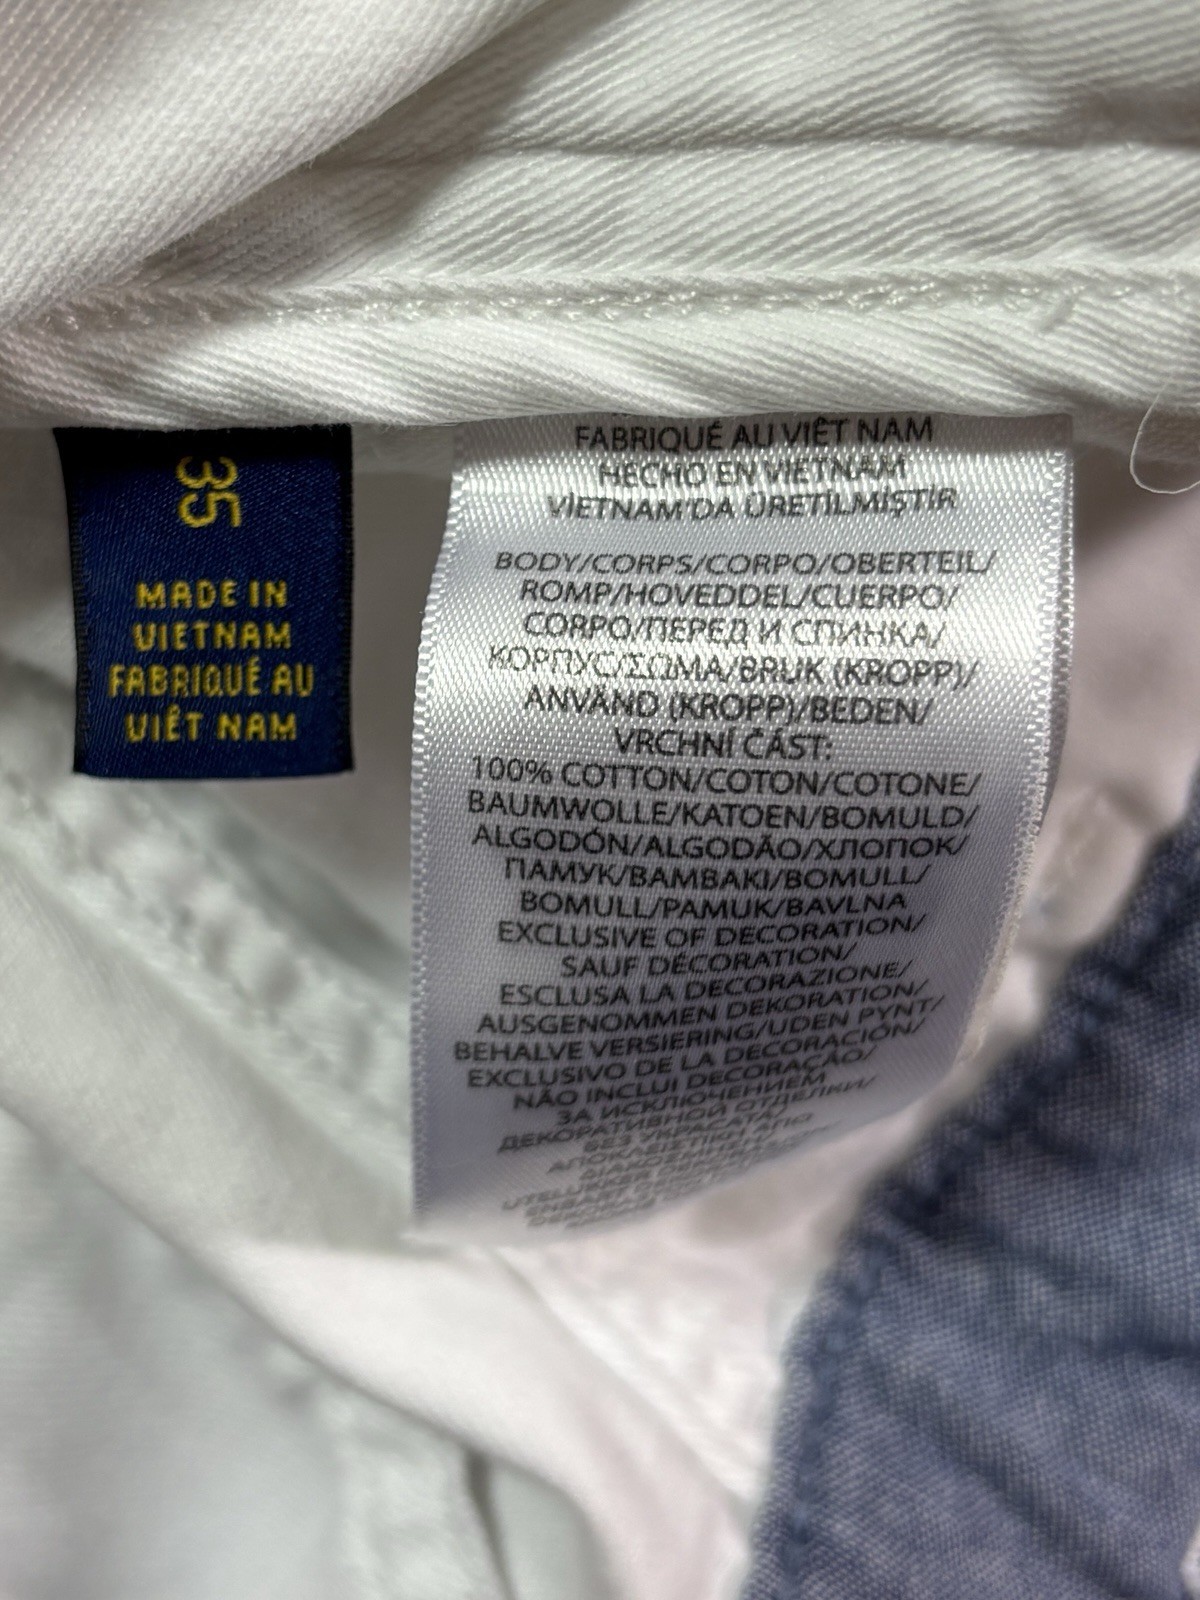 35
MADE IN
VIETNAM
FABRIQUÉ AU
VIÊT NAM
FABRIQUÉ AU VIÊT NAM
HECHO EN VIETNAM
VİETNAM'DA ÜRETİLMİŞTİR
BODY/CORPS/CORPO/OBERTEIL/
ROMP/HOVEDDEL/CUERPO/
CORPO/ПЕРЕД И СПИНКА/
КОРПУС/ΣΩΜΑ/BRUK (KROPP)/
ANVÄND (KROPP)/BEDEN/
VRCHNÍ ČÁST:
100% COTTON/COTON/COTONE/
BAUMWOLLE/KATOEN/BOMULD/
ALGODÓN/ALGODÃO/ХЛОПОК/
ПАМУК/ΒΑΜΒΑΚΙ/BOMULL/
BOMULL/PAMUK/BAVLNA
EXCLUSIVE OF DECORATION/
SAUF DÉCORATION/
ESCLUSA LA DECORAZIONE/
AUSGENOMMEN DEKORATION/
BEHALVE VERSIERING/UDEN PYNT/
EXCLUSIVO DE LA DECORACIÓN/
NÃO INCLUI DECORAÇÃO/
ЗА ИСКЛЮЧЕНИЕМ
ДЕКОРАТИВНОЙ ОТДЕЛКИ/
БЕЗ УКРАСАТА/